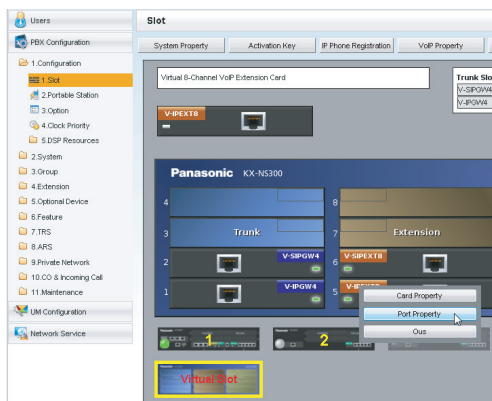 Users
PBX Configuration
1.Configuration
1.Slot
2.Portable Station
3.Option
4.Clock Priority
5.DSP Resources
2.System
3.Group
4.Extension
5.Optional Device
6.Feature
7.TRS
8.ARS
9.Private Network
10.CO & Incoming Call
11.Maintenance
UM Configuration
Network Service
Slot
System Property
Activation Key
IP Phone Registration
VoIP Property
Virtual 8-Channel VoIP Extension Card
Trunk Slo
V-SIPGW4
V-IPGW4
V-IPEXT8
Panasonic KX-NS300
4
8
3
Trunk
7
Extension
2
V-SIPGW4
6
V-SIPEXT8
1
V-IPGW4
5
Card Property
Port Property
Ous
1
2
Virtual Slot